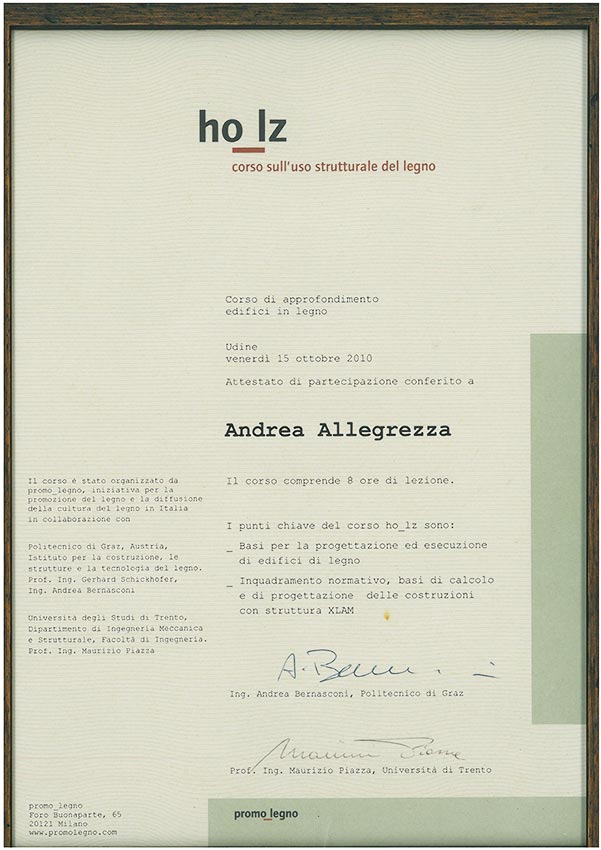 ho_lz
corso sull'uso strutturale del legno
Corso di approfondimento
edifici in legno
Udine
venerdì 15 ottobre 2010
Attestato di partecipazione conferito a
Andrea Allegrezza
Il corso è stato organizzato da
promo_legno, iniziativa per la
promozione del legno e la diffusione
della cultura del legno in Italia
in collaborazione con
Politecnico di Graz, Austria,
Istituto per la costruzione, le
strutture e la tecnologia del legno.
Prof. Ing. Gerhard Schickhofer,
Ing. Andrea Bernasconi
Università degli Studi di Trento,
Dipartimento di Ingegneria Meccanica
e Strutturale, Facoltà di Ingegneria.
Prof. Ing. Maurizio Piazza
Il corso comprende 8 ore di lezione.
I punti chiave del corso ho_lz sono:
_ Basi per la progettazione ed esecuzione
di edifici di legno
_ Inquadramento normativo, basi di calcolo
e di progettazione delle costruzioni
con struttura XLAM
Ing. Andrea Bernasconi, Politecnico di Graz
Prof. Ing. Maurizio Piazza, Università di Trento
promo_legno
Foro Buonaparte, 65
20121 Milano
www.promolegno.com
promo_legno